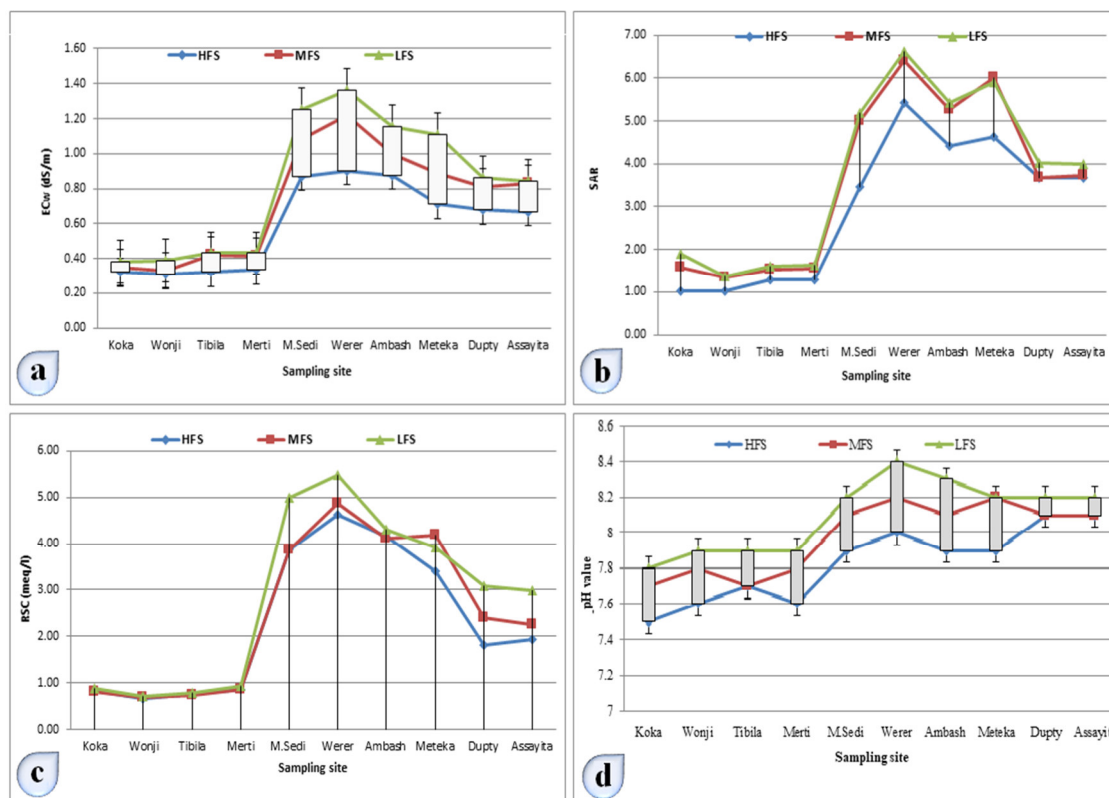 HFS MFS LFS
1.60
1.40
1.20
1.00
0.80
0.60
0.40
0.20
0.00
ECw (dS/m)
Koka Wonji Tibila Merti M.Sedi Werer Ambash Meteka Dupty Assayita
Sampling site
a
HFS MFS LFS
7.00
6.00
5.00
4.00
3.00
2.00
1.00
0.00
SAR
Koka Wonji Tibila Merti M.Sedi Werer Ambash Meteka Dupty Assayita
Sampling site
b
HFS MFS LFS
6.00
5.00
4.00
3.00
2.00
1.00
0.00
RSC (meq/l)
Koka Wonji Tibila Merti M.Sedi Werer Ambash Meteka Dupty Assayita
Sampling site
c
HFS MFS LFS
8.6
8.4
8.2
8
7.8
7.6
7.4
7.2
7
pH value
Koka Wonji Tibila Merti M.Sedi Werer Ambash Meteka Dupty Assayita
Sampling site
d